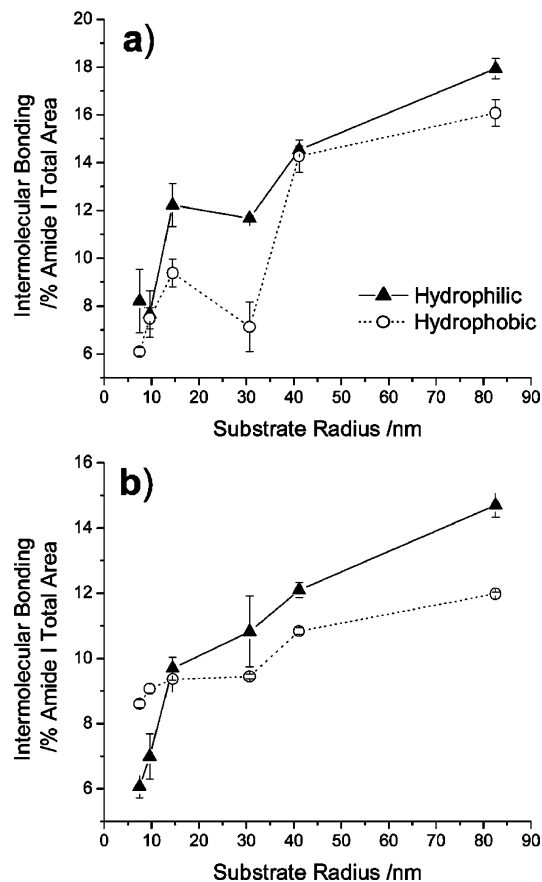 a)
20
18
16
14
12
10
8
6
Intermolecular Bonding
/% Amide I Total Area
Hydrophilic
Hydrophobic
0 10 20 30 40 50 60 70 80 90
Substrate Radius /nm
b)
16
14
12
10
8
6
Intermolecular Bonding
/% Amide I Total Area
0 10 20 30 40 50 60 70 80 90
Substrate Radius /nm